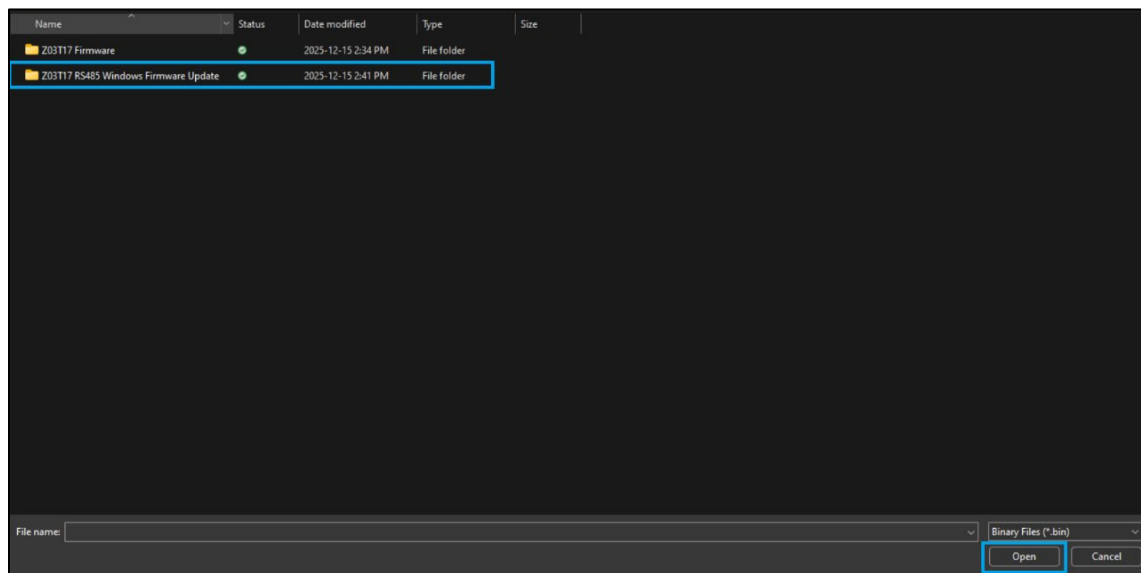 Name Status Date modified Type Size
Z03T17 Firmware 2025-12-15 2:34 PM File folder
Z03T17 RS485 Windows Firmware Update 2025-12-15 2:41 PM File folder
File name: Binary Files (*.bin)
Open Cancel